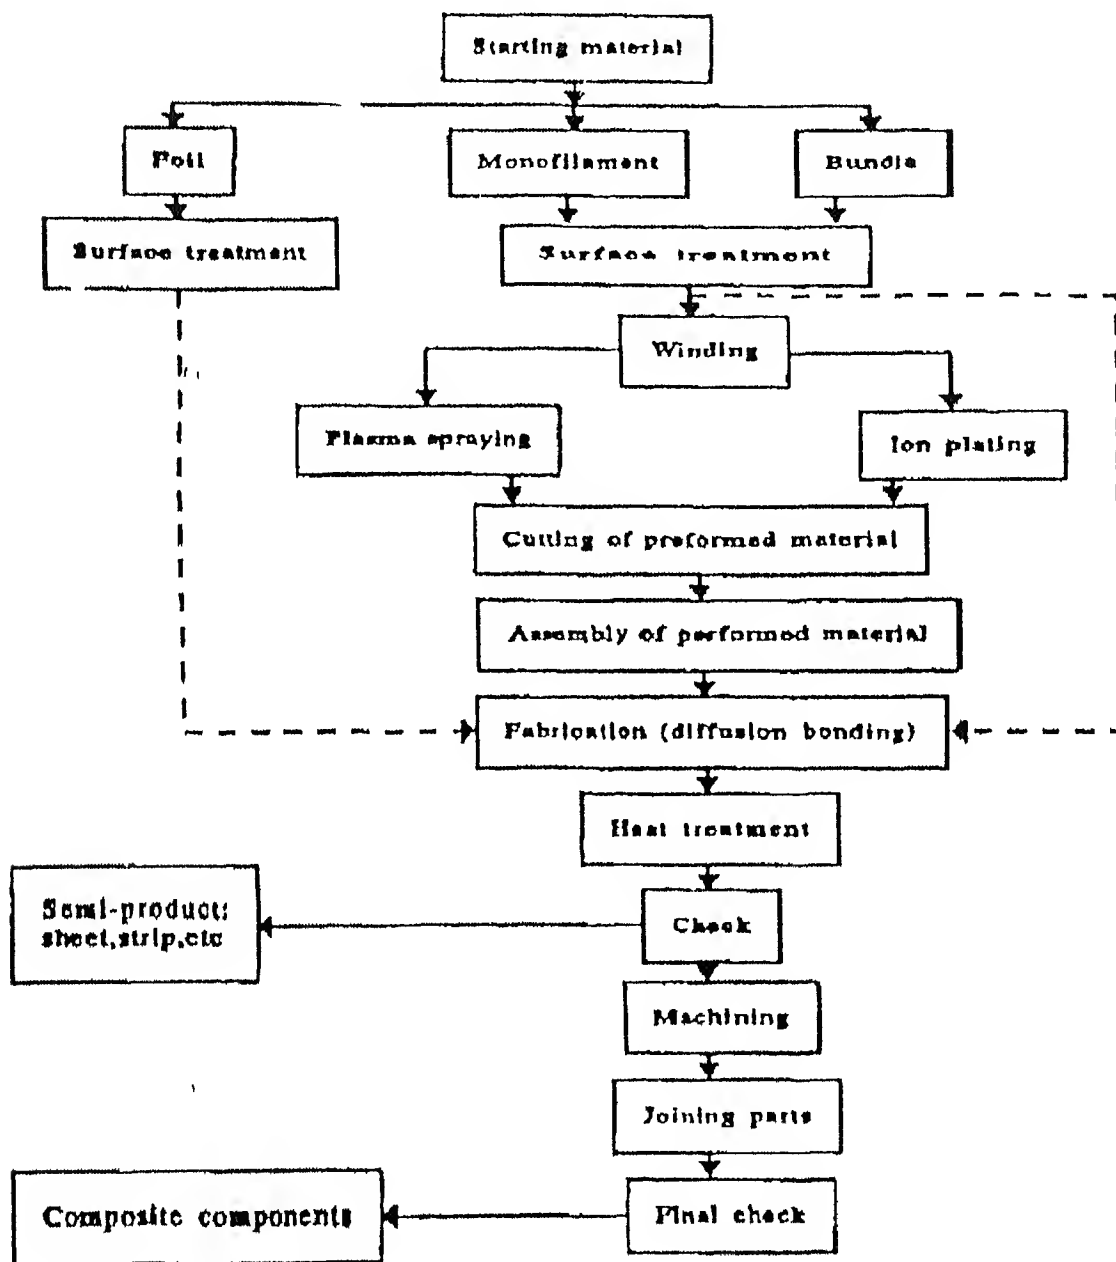 Starting material
Foil
Monofilament
Bundle
Surface treatment
Surface treatment
Winding
Plasma spraying
Ion plating
Cutting of preformed material
Assembly of performed material
Fabrication (diffusion bonding)
Heat treatment
Semi-product:
sheet,strip,etc
Check
Machining
Joining parts
Composite components
Final check